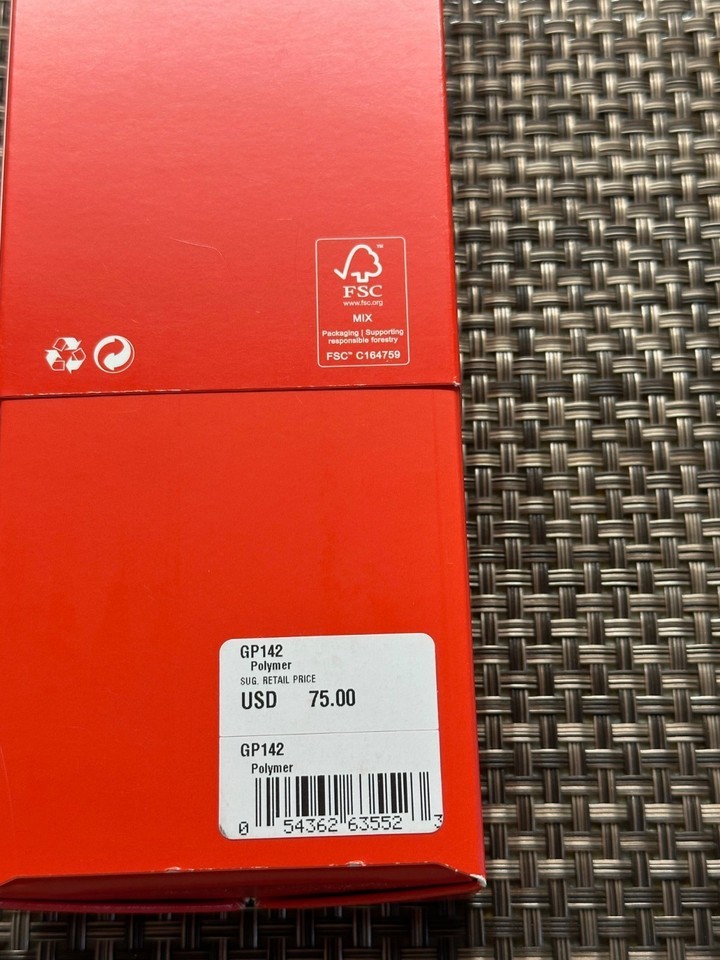 FSC
www.fsc.org
MIX
Packaging | Supporting
responsible forestry
FSC™ C164759
GP142
Polymer
SUG. RETAIL PRICE
USD 75.00
GP142
Polymer
0 54362 63552 3